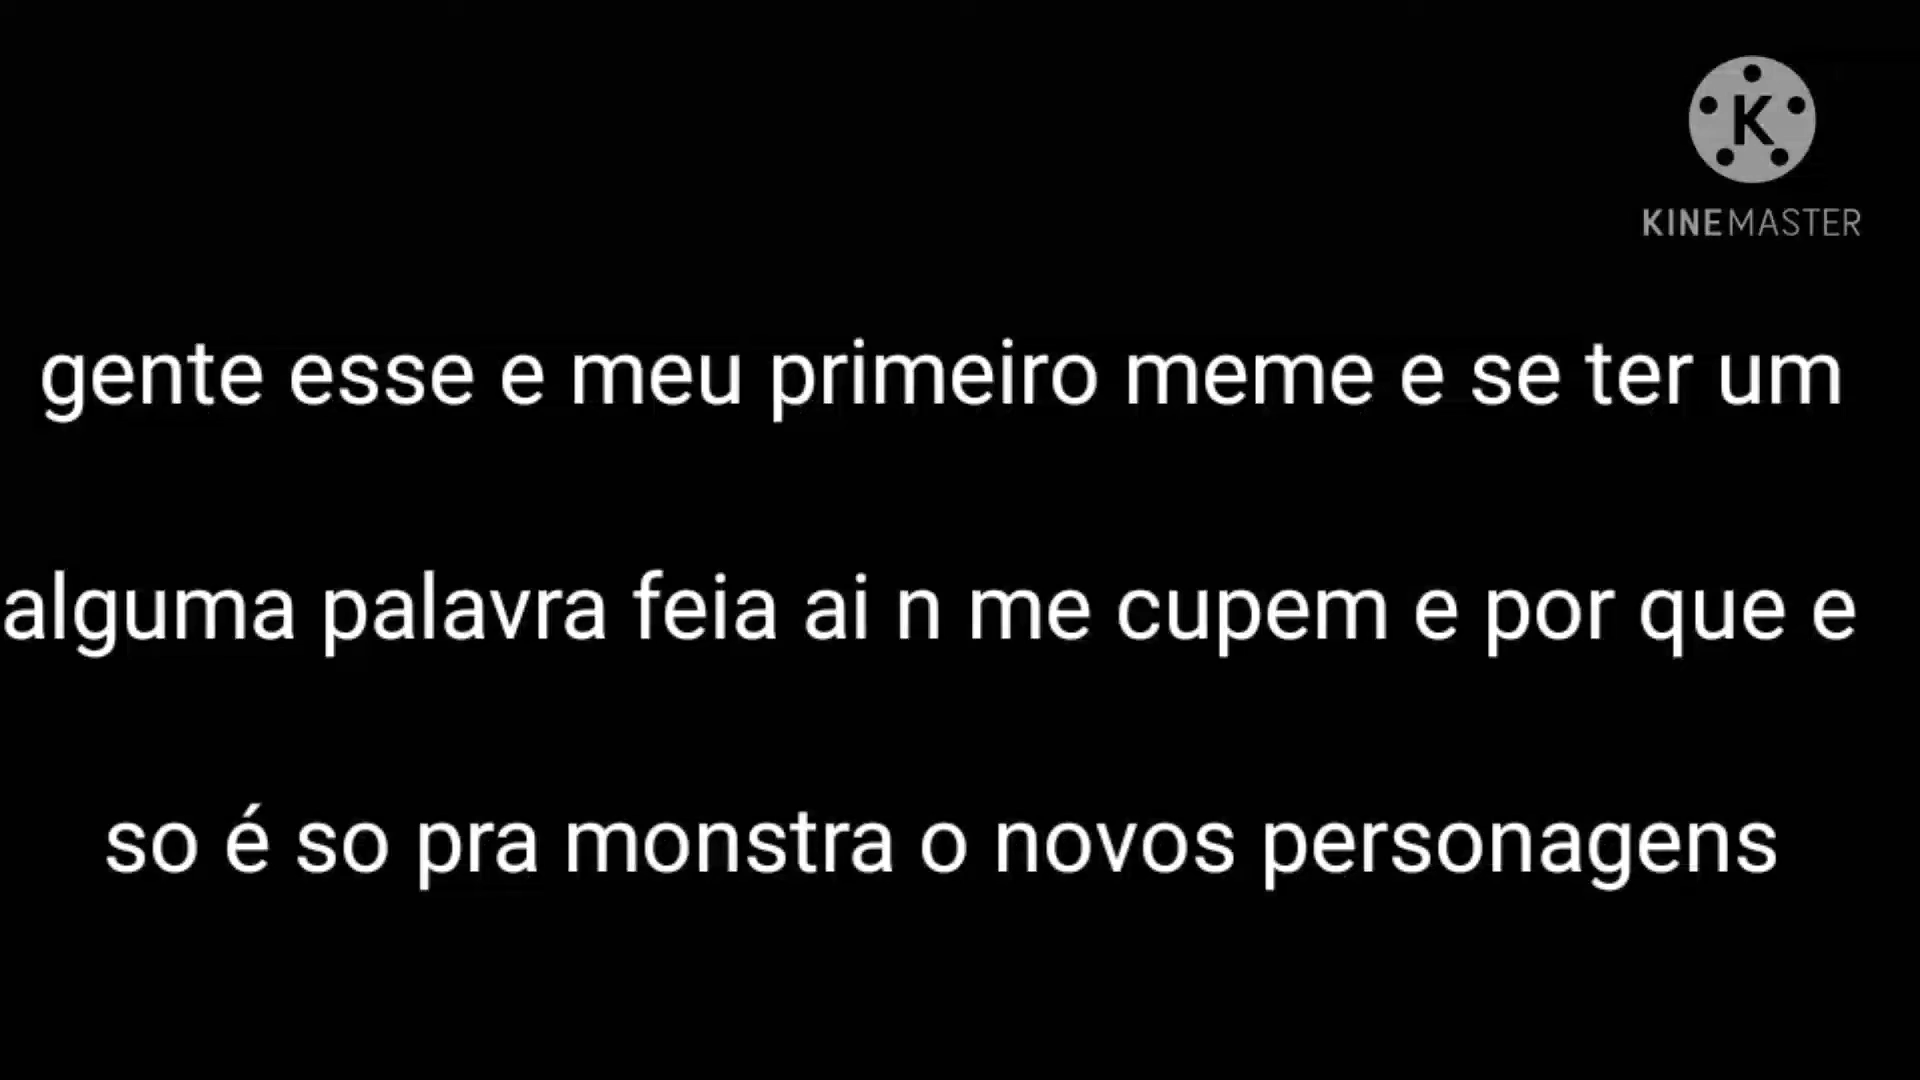 K
KINEMASTER
gente esse e meu primeiro meme e se ter um
alguma palavra feia ai n me cupem e por que e
so é so pra monstra o novos personagens